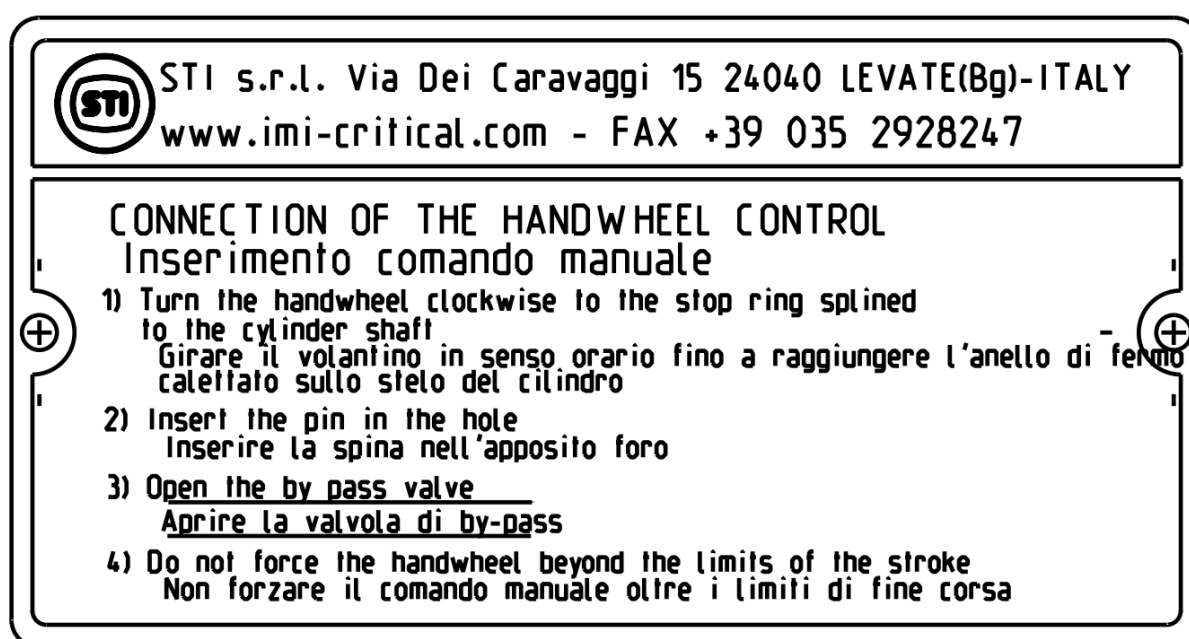 STI
STI s.r.l. Via Dei Caravaggi 15 24040 LEVATE(Bg)-ITALY
www.imi-critical.com - FAX +39 035 2928247
CONNECTION OF THE HANDWHEEL CONTROL
Inserimento comando manuale
1) Turn the handwheel clockwise to the stop ring splined
to the cylinder shaft
Girare il volantino in senso orario fino a raggiungere l'anello di fermo
calettato sullo stelo del cilindro
2) Insert the pin in the hole
Inserire la spina nell'apposito foro
3) Open the by pass valve
Aprire la valvola di by-pass
4) Do not force the handwheel beyond the limits of the stroke
Non forzare il comando manuale oltre i limiti di fine corsa